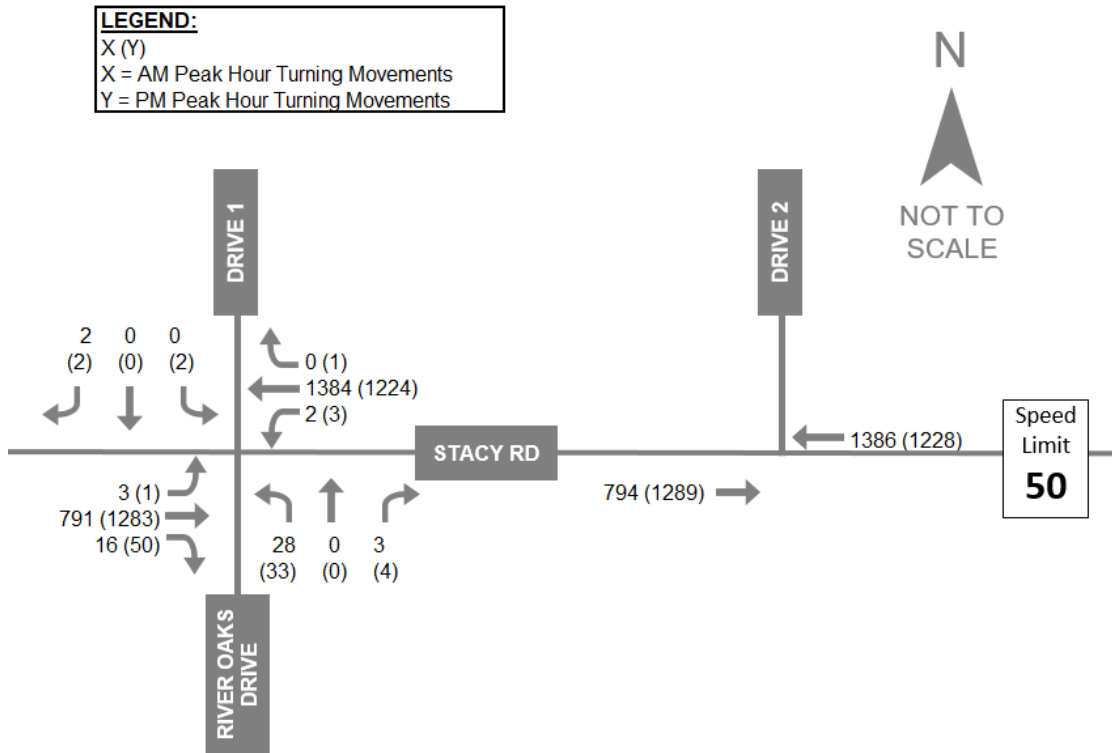 LEGEND:
X (Y)
X = AM Peak Hour Turning Movements
Y = PM Peak Hour Turning Movements
N
NOT TO
SCALE
DRIVE 1
DRIVE 2
2 0 0
(2) (0) (2)
0 (1)
1384 (1224)
2 (3)
STACY RD
1386 (1228)
Speed
Limit
50
3 (1)
791 (1283)
16 (50)
794 (1289)
28 0 3
(33) (0) (4)
RIVER OAKS
DRIVE